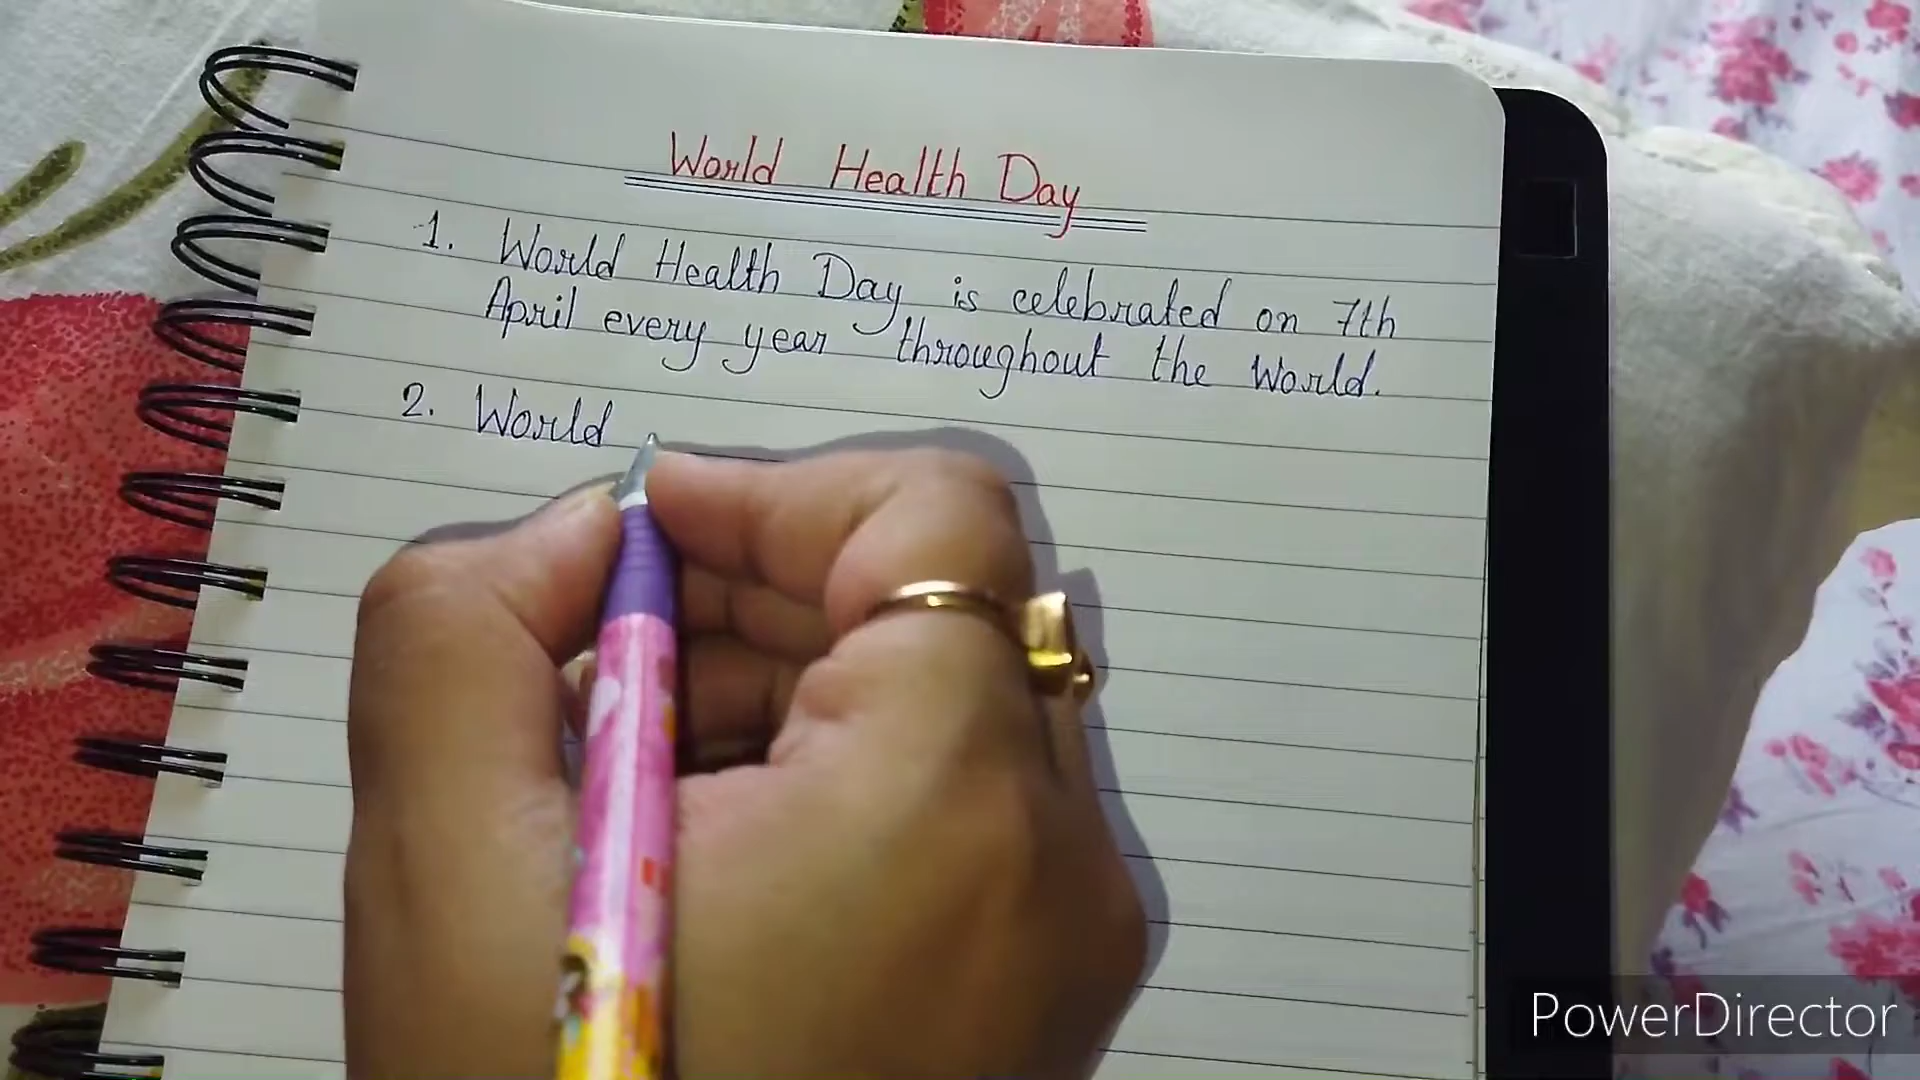 World Health Day
1. World Health Day is celebrated on 7th
April every year throughout the World.
2. World
PowerDirector